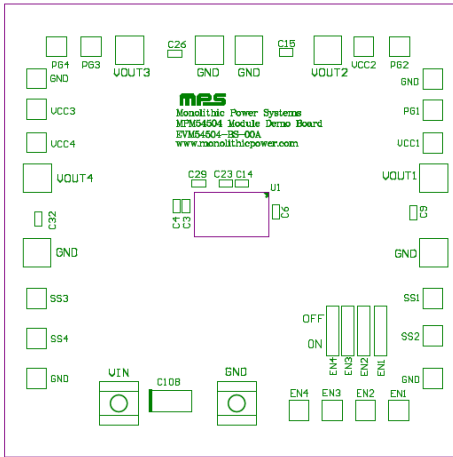 C26
C15
PG4
PG3
VOUT3
GND
GND
VOUT2
VCC2
PG2
GND
GND
VCC3
PG1
VCC4
VCC1
MPS
Monolithic Power Systems
MPM54504 Module Demo Board
EVM54504-BS-00A
www.monolithicpower.com
VOUT4
VOUT1
C29
C23
C14
U1
C4
C3
C6
C32
C9
GND
GND
SS3
SS1
SS4
SS2
OFF
ON
EN4
EN3
EN2
EN1
GND
GND
VIN
C108
GND
EN4
EN3
EN2
EN1